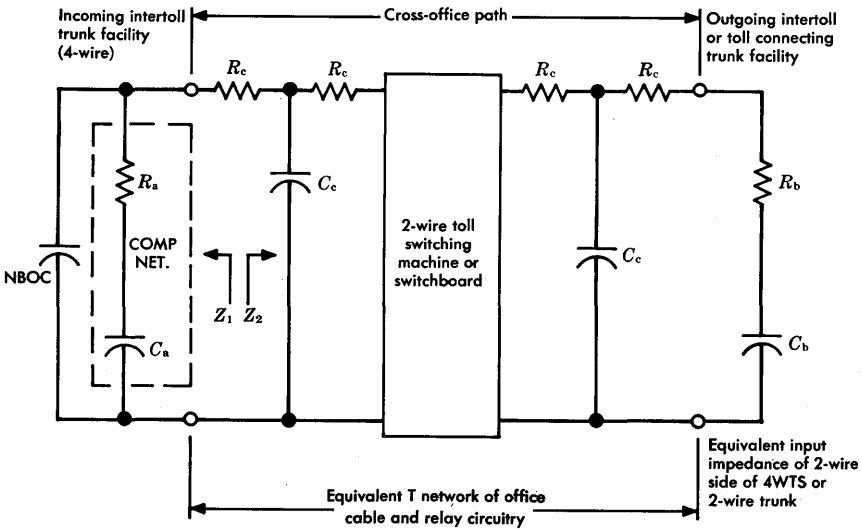 Incoming intertoll
trunk facility
(4-wire)
Cross-office path
Outgoing intertoll
or toll connecting
trunk facility
Rc
Rc
Rc
Rc
Ra
Cc
Rb
COMP
NET.
2-wire toll
switching
machine or
switchboard
Cc
NBOC
Z1 Z2
Ca
Cb
Equivalent T network of office
cable and relay circuitry
Equivalent input
impedance of 2-wire
side of 4WTS or
2-wire trunk